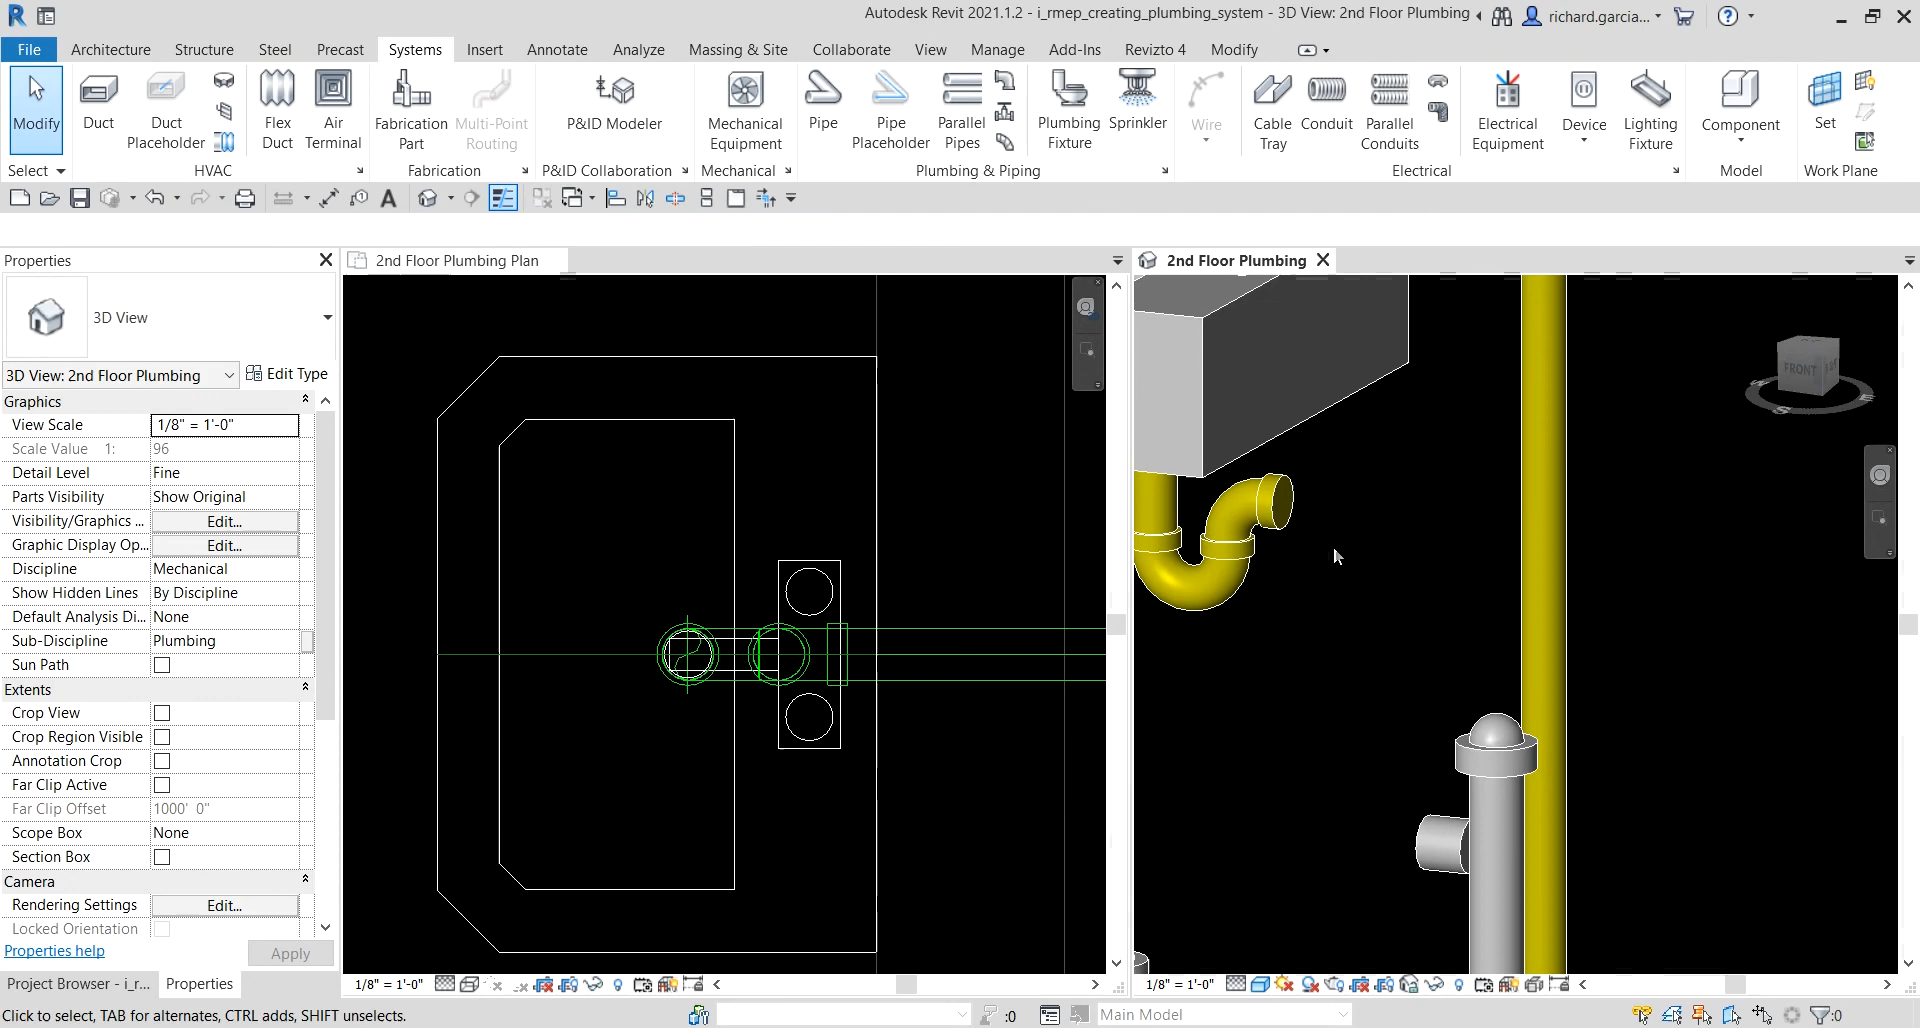 Autodesk Revit 2021.1.2 - i_rmep_creating_plumbing_system - 3D View: 2nd Floor Plumbing
richard.garcia...
File Architecture Structure Steel Precast Systems Insert Annotate Analyze Massing & Site Collaborate View Manage Add-Ins Revizto 4 Modify
Modify
Duct
Duct
Placeholder
Flex
Duct
Air
Terminal
Fabrication
Part
Multi-Point
Routing
P&ID Modeler
Mechanical
Equipment
Pipe
Pipe
Placeholder
Parallel
Pipes
Plumbing
Fixture
Sprinkler
Wire
Cable
Tray
Conduit
Parallel
Conduits
Electrical
Equipment
Device
Lighting
Fixture
Component
Set
Select HVAC Fabrication P&ID Collaboration Mechanical Plumbing & Piping Electrical Model Work Plane
Properties
3D View
3D View: 2nd Floor Plumbing Edit Type
Graphics
View Scale 1/8" = 1'-0"
Scale Value 1: 96
Detail Level Fine
Parts Visibility Show Original
Visibility/Graphics ... Edit...
Graphic Display Op... Edit...
Discipline Mechanical
Show Hidden Lines By Discipline
Default Analysis Di... None
Sub-Discipline Plumbing
Sun Path
Extents
Crop View
Crop Region Visible
Annotation Crop
Far Clip Active
Far Clip Offset 1000' 0"
Scope Box None
Section Box
Camera
Rendering Settings Edit...
Locked Orientation
Properties help Apply
Project Browser - i_r... Properties
2nd Floor Plumbing Plan
1/8" = 1'-0"
2nd Floor Plumbing
FRONT
S
E
1/8" = 1'-0"
Click to select, TAB for alternates, CTRL adds, SHIFT unselects.
:0
Main Model
:0